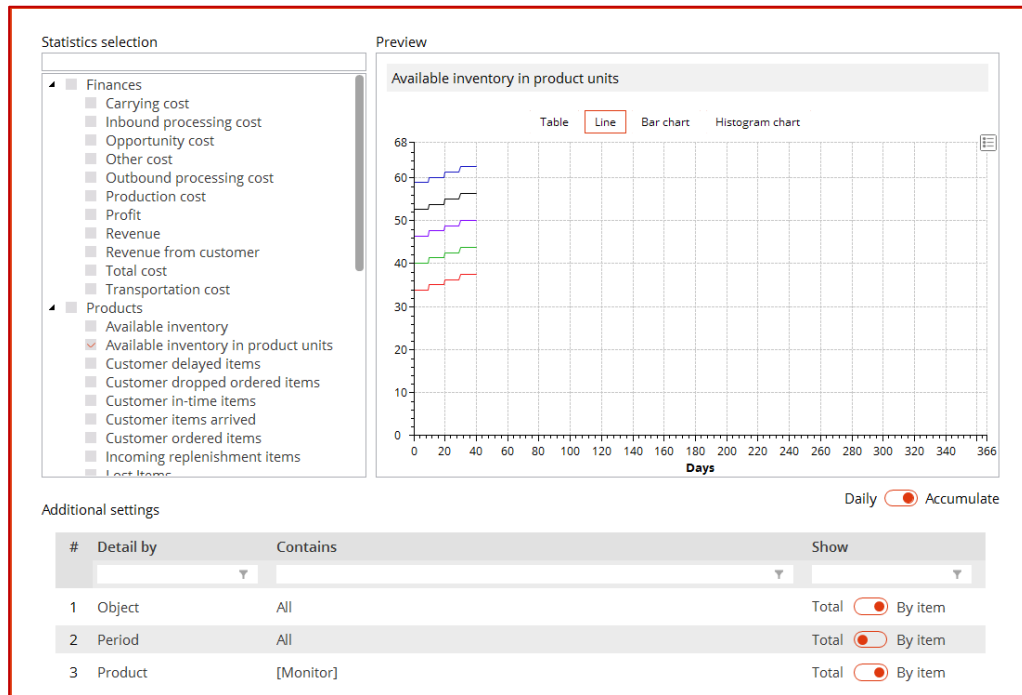 Statistics selection
Finances
Carrying cost
Inbound processing cost
Opportunity cost
Other cost
Outbound processing cost
Production cost
Profit
Revenue
Revenue from customer
Total cost
Transportation cost
Products
Available inventory
Available inventory in product units
Customer delayed items
Customer dropped ordered items
Customer in-time items
Customer items arrived
Customer ordered items
Incoming replenishment items
Lost Items
Preview
Available inventory in product units
Table Line Bar chart Histogram chart
68
60
50
40
30
20
10
0
0 20 40 60 80 100 120 140 160 180 200 220 240 260 280 300 320 340 366
Days
Daily Accumulate
Additional settings
# Detail by Contains Show
1 Object All Total By item
2 Period All Total By item
3 Product [Monitor] Total By item